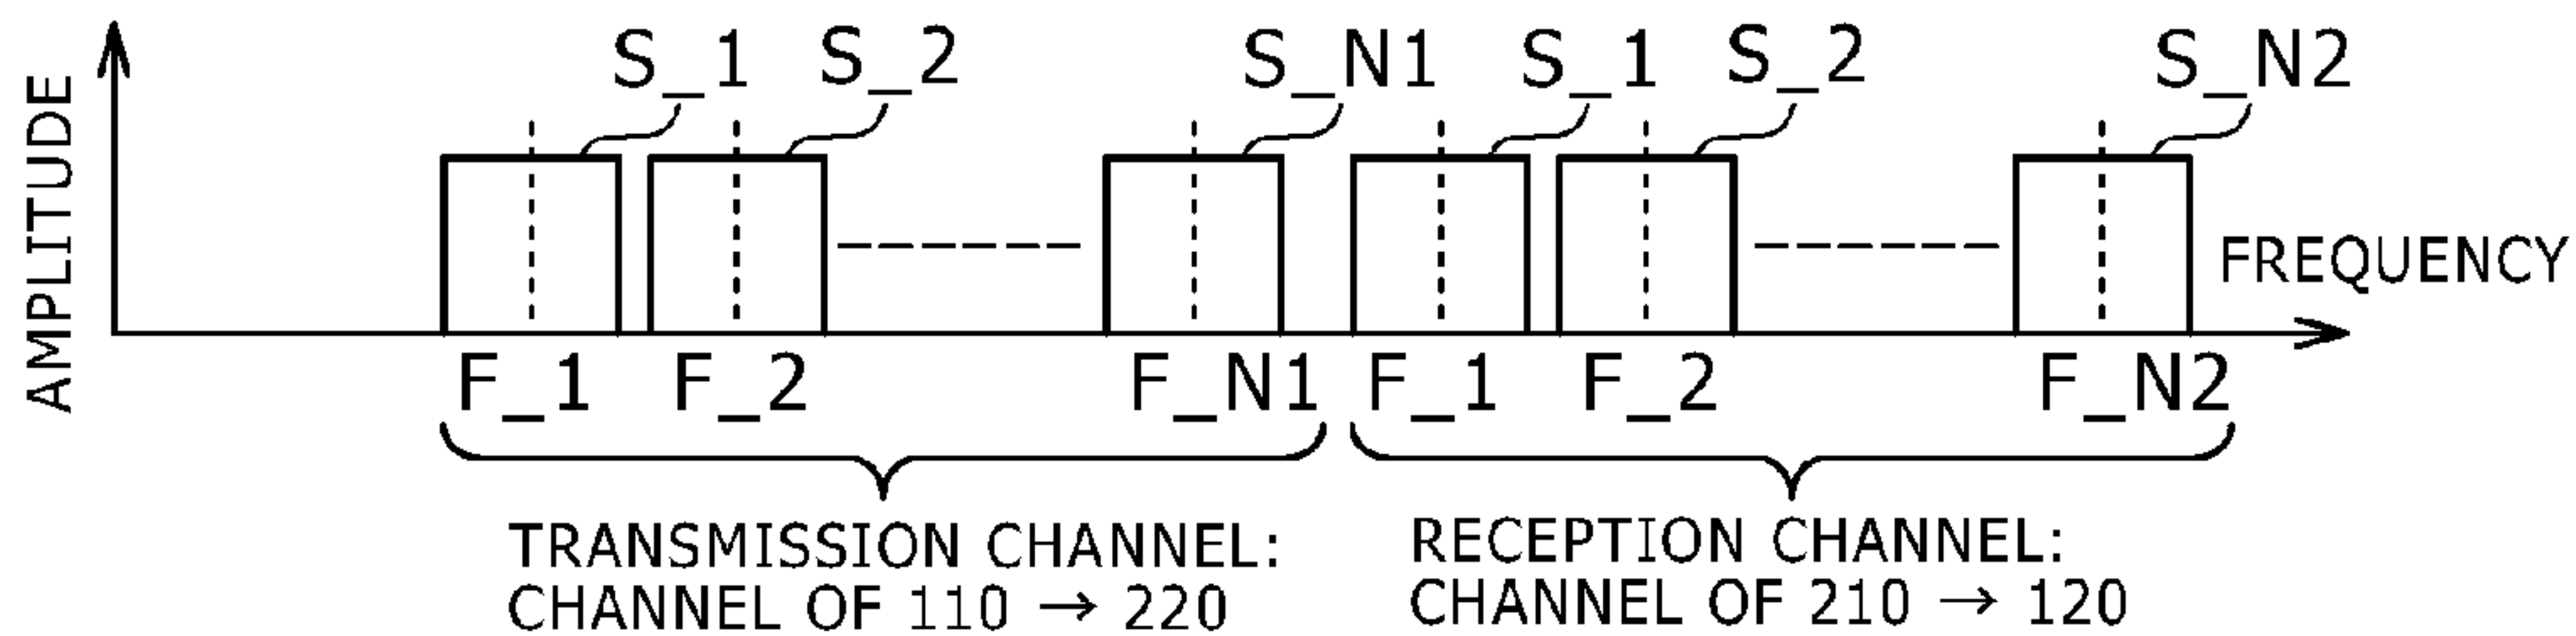 AMPLITUDE
S_1 S_2 S_N1 S_1 S_2 S_N2
FREQUENCY
F_1 F_2 F_N1 F_1 F_2 F_N2
TRANSMISSION CHANNEL:
CHANNEL OF 110 → 220
RECEPTION CHANNEL:
CHANNEL OF 210 → 120